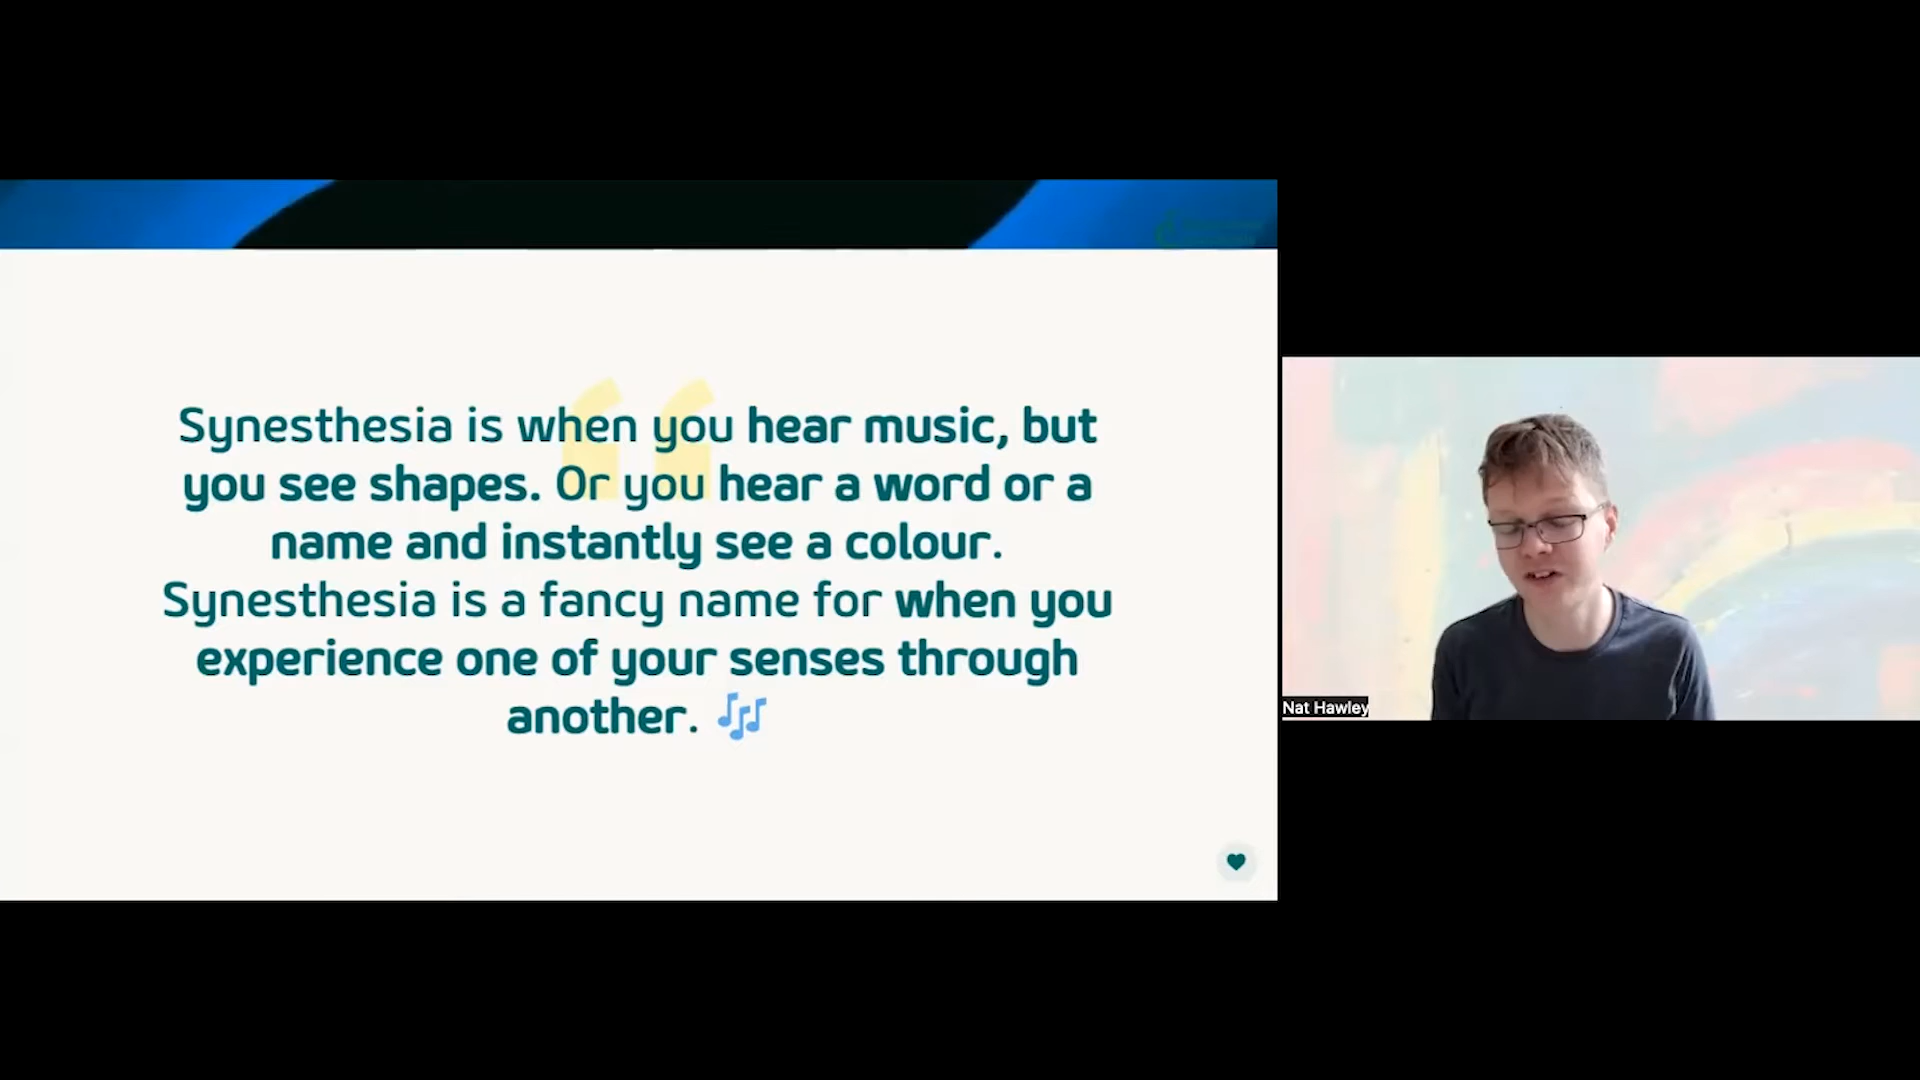 Synesthesia is when you hear music, but
you see shapes. Or you hear a word or a
name and instantly see a colour.
Synesthesia is a fancy name for when you
experience one of your senses through
another. 🎶
Nat Hawley